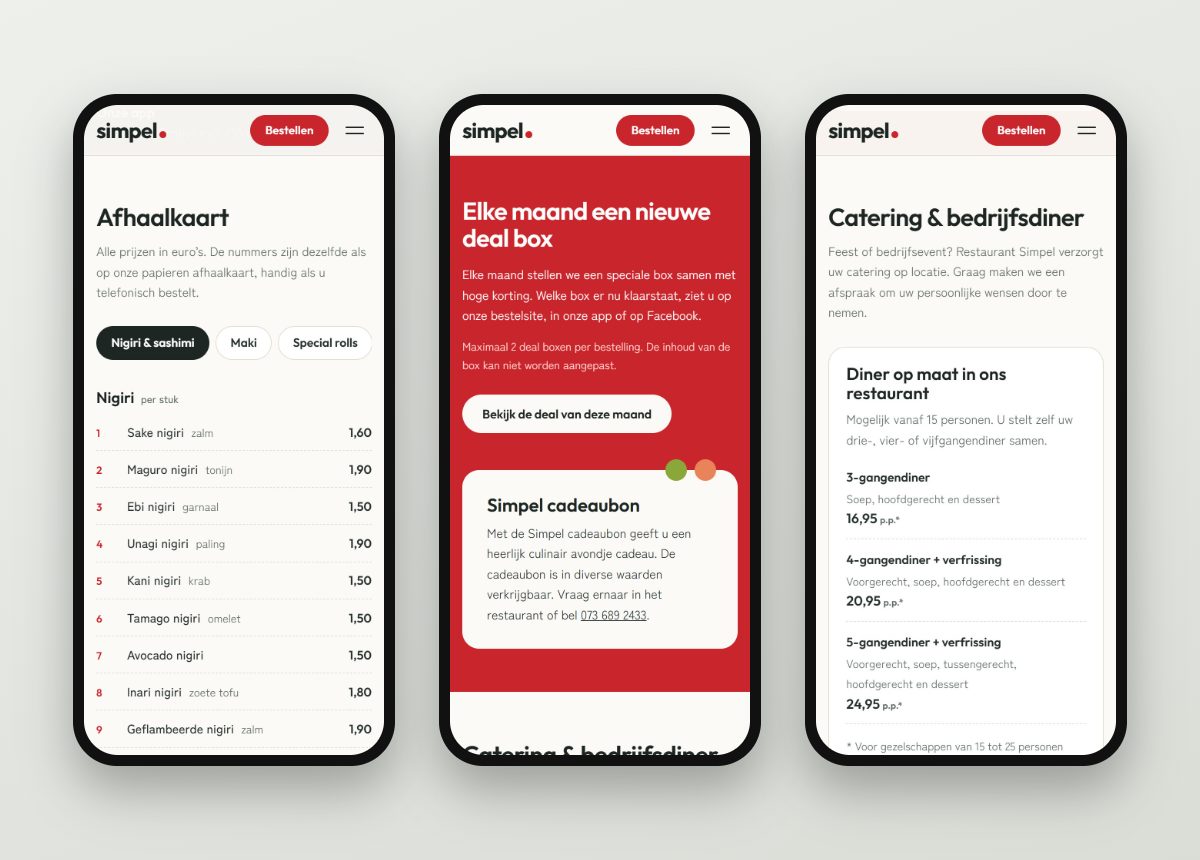 onze app
simpel.
Bestellen
Afhaalkaart
Alle prijzen in euro's. De nummers zijn dezelfde als
op onze papieren afhaalkaart, handig als u
telefonisch bestelt.
Nigiri & sashimi
Maki
Special rolls
Nigiri per stuk
1 Sake nigiri zalm 1,60
2 Maguro nigiri tonijn 1,90
3 Ebi nigiri garnaal 1,50
4 Unagi nigiri paling 1,90
5 Kani nigiri krab 1,50
6 Tamago nigiri omelet 1,50
7 Avocado nigiri 1,50
8 Inari nigiri zoete tofu 1,80
9 Geflambeerde nigiri zalm 1,90
simpel.
Bestellen
Elke maand een nieuwe
deal box
Elke maand stellen we een speciale box samen met
hoge korting. Welke box er nu klaarstaat, ziet u op
onze bestelsite, in onze app of op Facebook.
Maximaal 2 deal boxen per bestelling. De inhoud van de
box kan niet worden aangepast.
Bekijk de deal van deze maand
Simpel cadeaubon
Met de Simpel cadeaubon geeft u een
heerlijk culinair avondje cadeau. De
cadeaubon is in diverse waarden
verkrijgbaar. Vraag ernaar in het
restaurant of bel 073 689 2433.
Catering & bedrijfsdiner
simpel.
Bestellen
Catering & bedrijfsdiner
Feest of bedrijfsevent? Restaurant Simpel verzorgt
uw catering op locatie. Graag maken we een
afspraak om uw persoonlijke wensen door te
nemen.
Diner op maat in ons
restaurant
Mogelijk vanaf 15 personen. U stelt zelf uw
drie-, vier- of vijfgangendiner samen.
3-gangendiner
Soep, hoofdgerecht en dessert
16,95 p.p.*
4-gangendiner + verfrissing
Voorgerecht, soep, hoofdgerecht en dessert
20,95 p.p.*
5-gangendiner + verfrissing
Voorgerecht, soep, tussengerecht,
hoofdgerecht en dessert
24,95 p.p.*
* Voor gezelschappen van 15 tot 25 personen